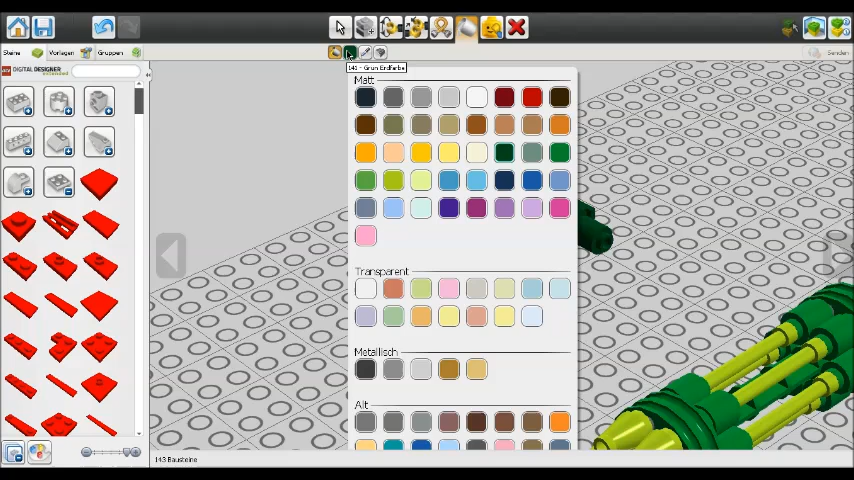 Steine
Vorlagen
Gruppen
Senden
DIGITAL DESIGNER
141 - Grün Erdfarbe
Matt
Transparent
Metallisch
Alt
143 Bausteine